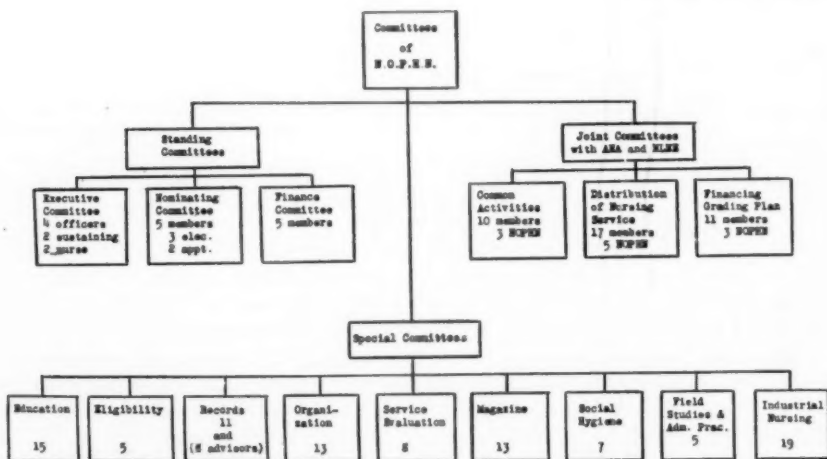 Committees
of
N.O.P.H.N.
Standing
Committees
Joint Committees
with ANA and NLNE
Executive
Committee
4 officers
2 sustaining
2 nurse
Nominating
Committee
5 members
3 elec.
2 appt.
Finance
Committee
5 members
Common
Activities
10 members
3 NOPHN
Distribution
of Nursing
Service
17 members
5 NOPHN
Financing
Grading Plan
11 members
3 NOPHN
Special Committees
Education
15
Eligibility
5
Records
11
and
advisors)
Organi-
zation
13
Service
Evaluation
8
Magazine
13
Social
Hygiene
7
Field
Studies &
Adm. Prac.
5
Industrial
Nursing
19